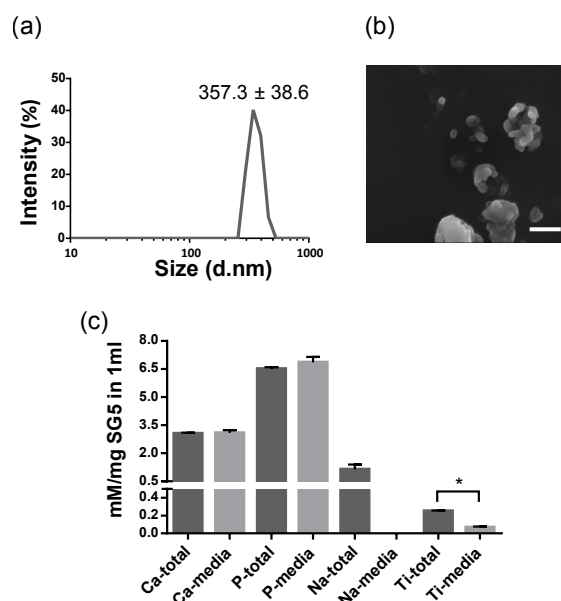 (a)
(b)
357.3 ± 38.6
Intensity (%)
50
40
30
20
10
0
10
100
1000
Size (d.nm)
(c)
mM/mg SG5 in 1ml
8.0
6.5
3.5
2.0
0.5
0.4
0.2
0.0
*
Ca-total
Ca-media
P-total
P-media
Na-total
Na-media
Ti-total
Ti-media